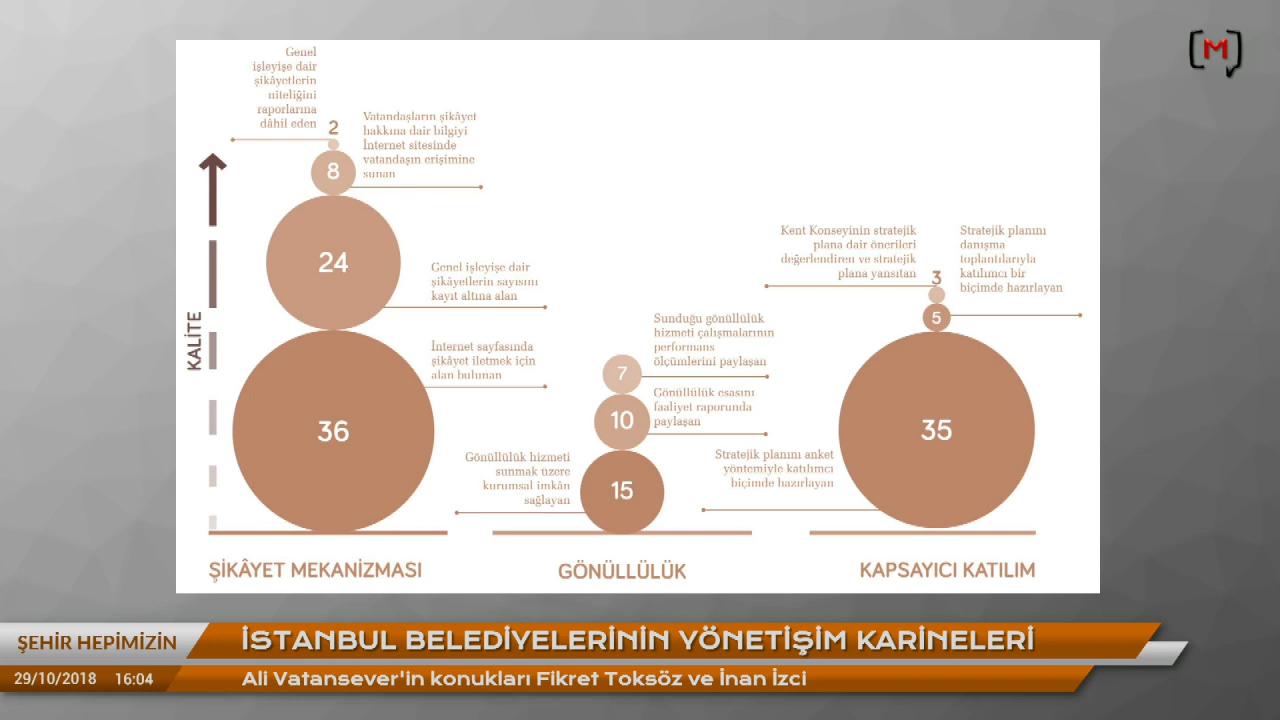 [M]
Genel
işleyişe dair
şikâyetlerin
niteliğini
raporlarına
dâhil eden
2
Vatandaşların şikâyet
hakkına dair bilgiyi
İnternet sitesinde
vatandaşın erişimine
sunan
8
24
Genel işleyişe dair
şikâyetlerin sayısını
kayıt altına alan
İnternet sayfasında
şikâyet iletmek için
alan bulunan
36
KALİTE
ŞİKÂYET MEKANİZMASI
Sunduğu gönüllülük
hizmeti çalışmalarının
performans
ölçümlerini paylaşan
7
Gönüllülük esasını
faaliyet raporunda
paylaşan
10
Gönüllülük hizmeti
sunmak üzere
kurumsal imkân
sağlayan
15
GÖNÜLLÜLÜK
Kent Konseyinin stratejik
plana dair önerileri
değerlendiren ve stratejik
plana yansıtan
3
Stratejik planını
danışma
toplantılarıyla
katılımcı bir
biçimde hazırlayan
5
Stratejik planını anket
yöntemiyle katılımcı
biçimde hazırlayan
35
KAPSAYICI KATILIM
ŞEHİR HEPİMİZİN
İSTANBUL BELEDİYELERİNİN YÖNETİŞİM KARİNELERİ
29/10/2018 16:04
Ali Vatansever'in konukları Fikret Toksöz ve İnan İzci